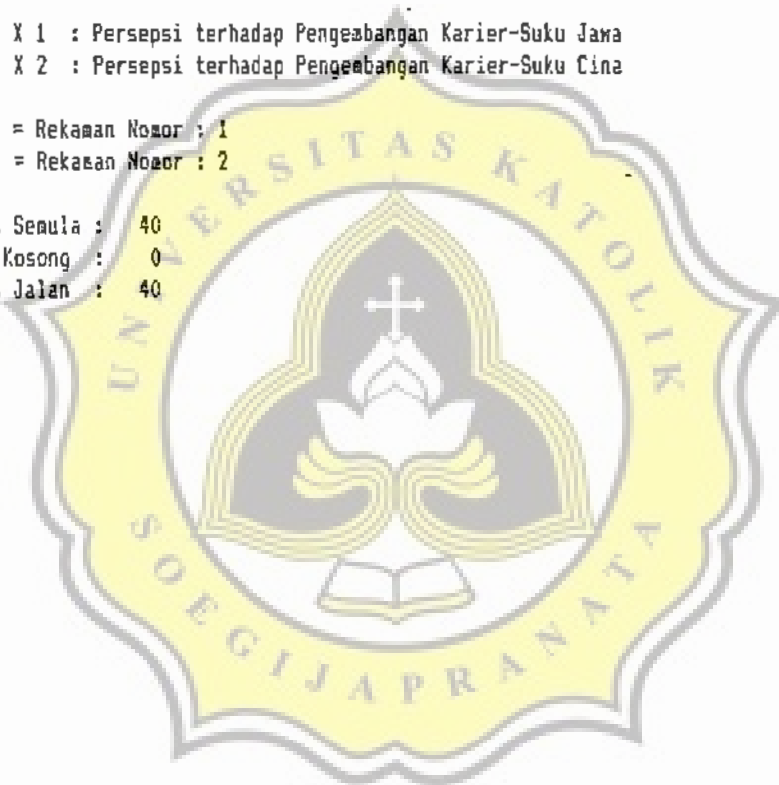 X 1 : Persepsi terhadap Pengembangan Karier-Suku Jawa
X 2 : Persepsi terhadap Pengembangan Karier-Suku Cina
= Rekaman Nomor : 1
= Rekaman Nomor : 2
Semula : 40
Kosong : 0
Jalan : 40
UNIVERSITAS KATOLIK
SOEGIJAPRANATA